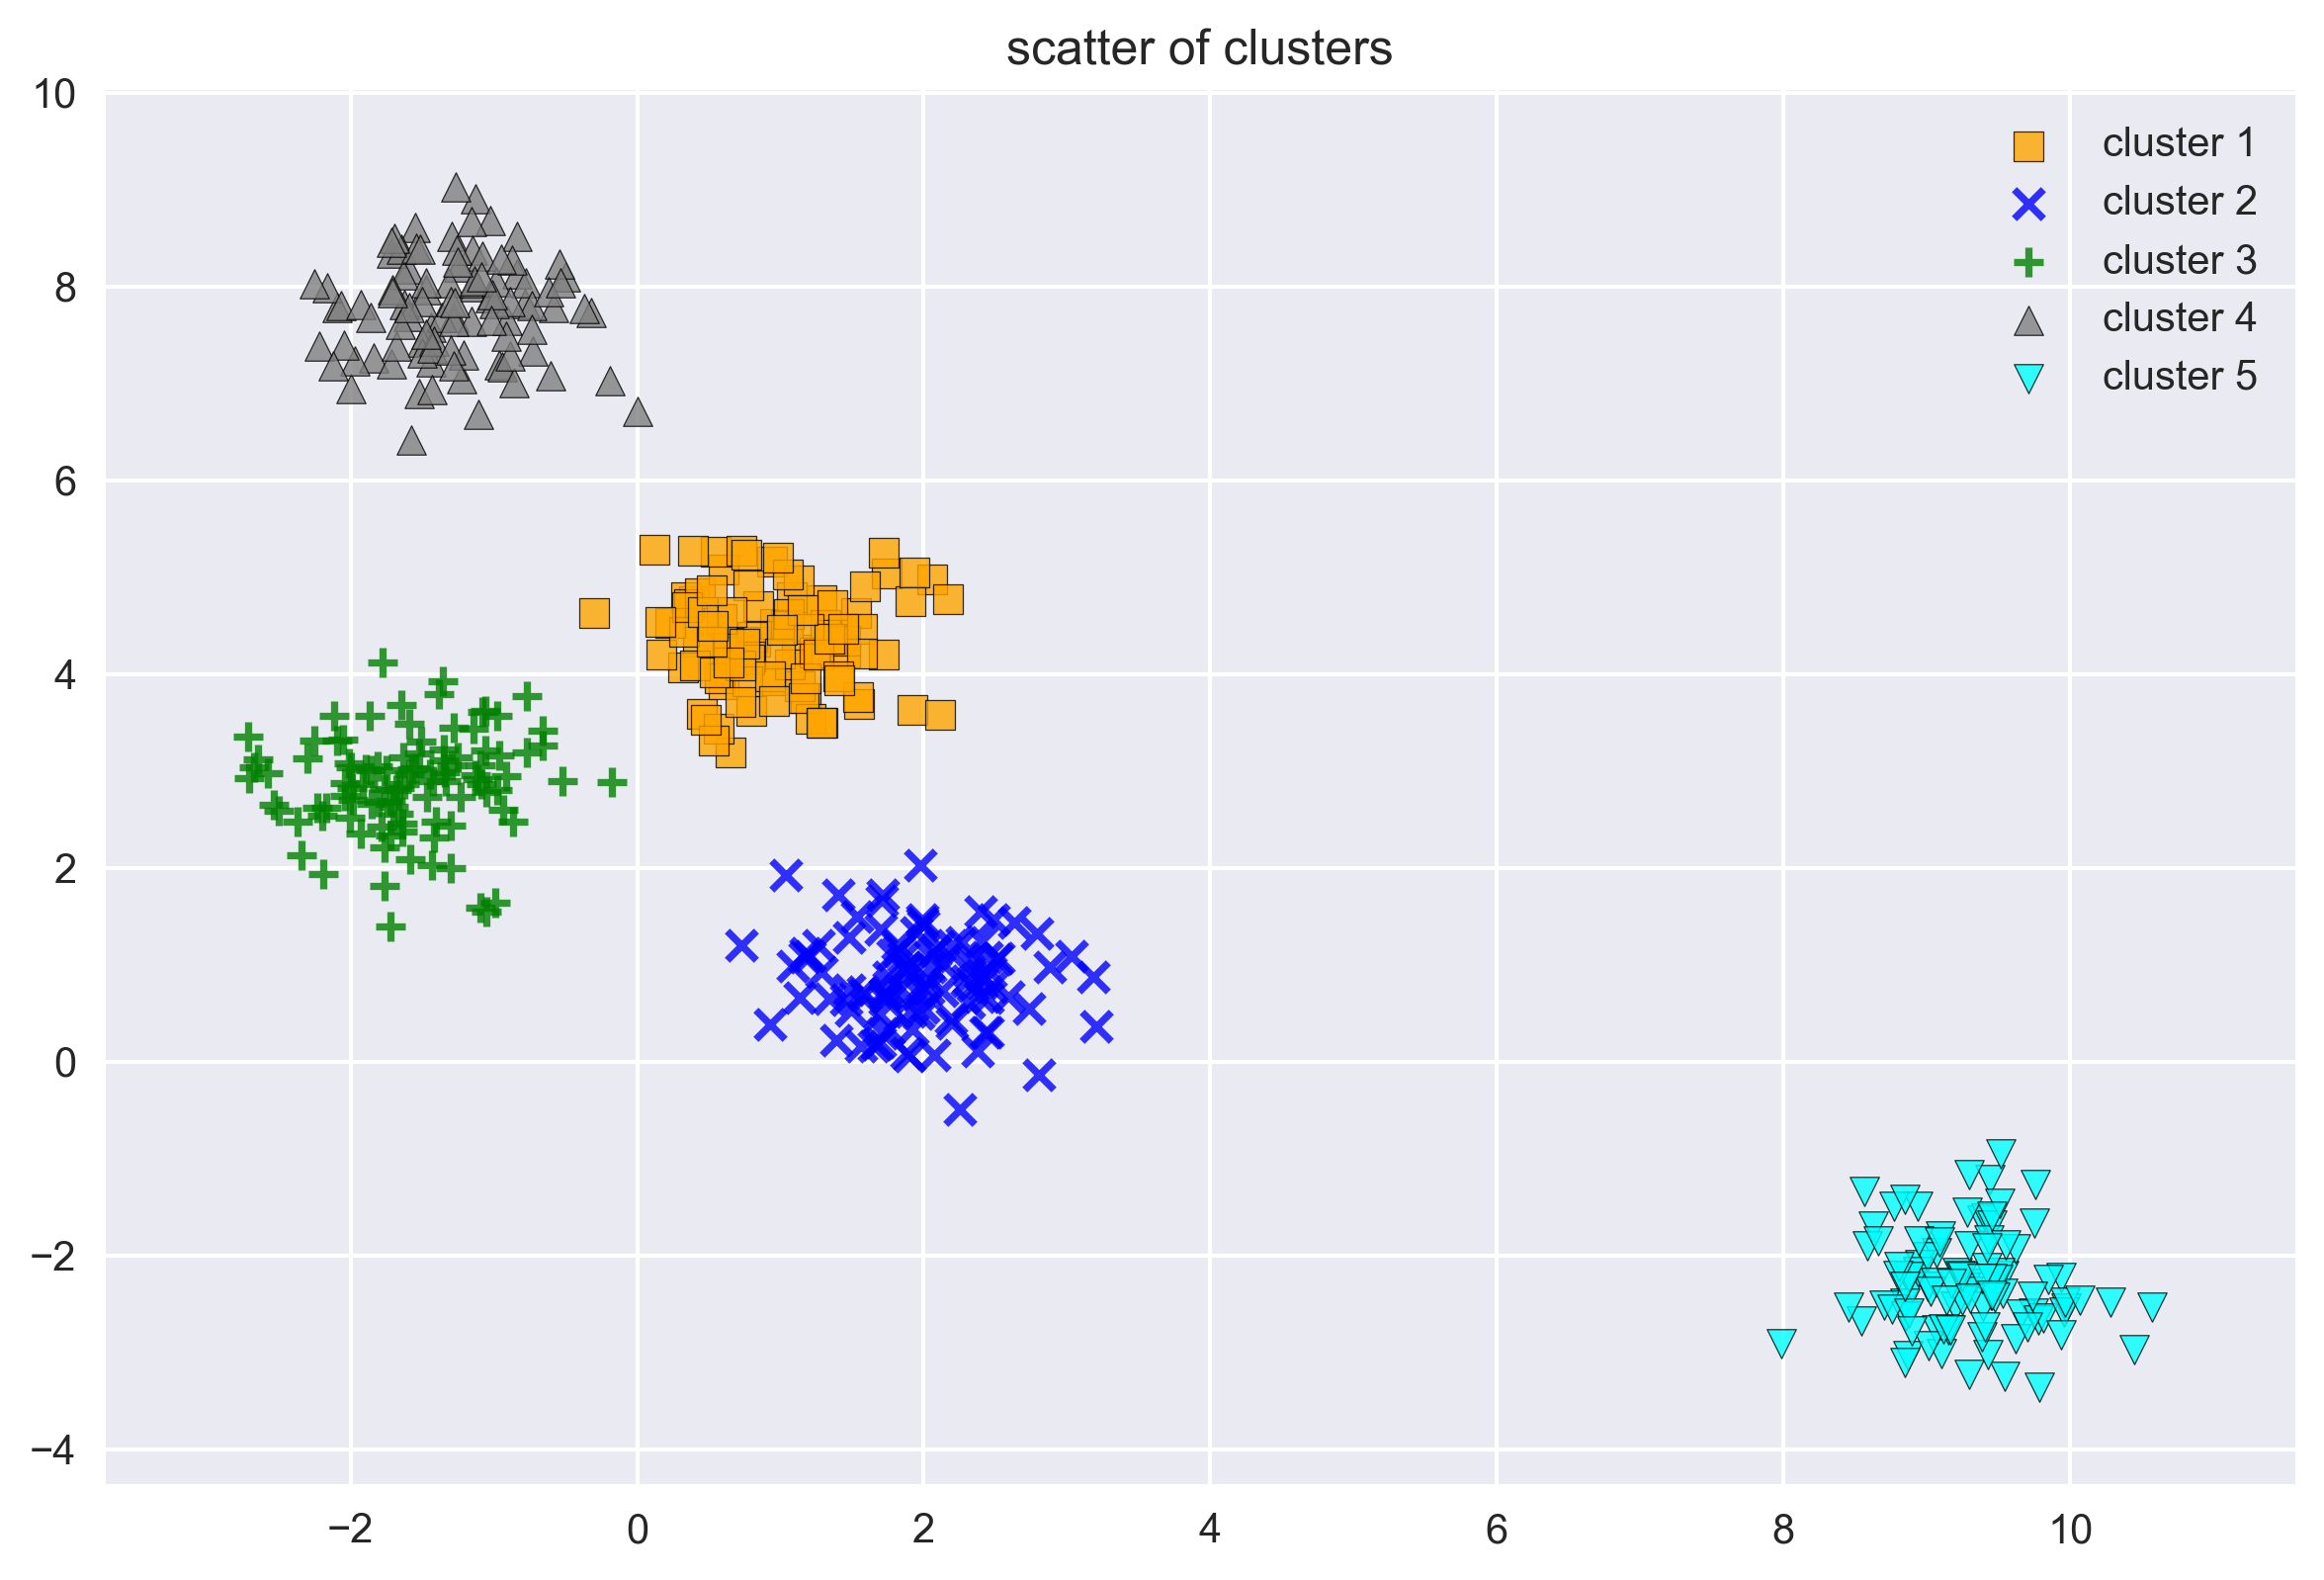 scatter of clusters
10
8
6
4
2
0
−2
−4
−2 0 2 4 6 8 10
cluster 1
cluster 2
cluster 3
cluster 4
cluster 5